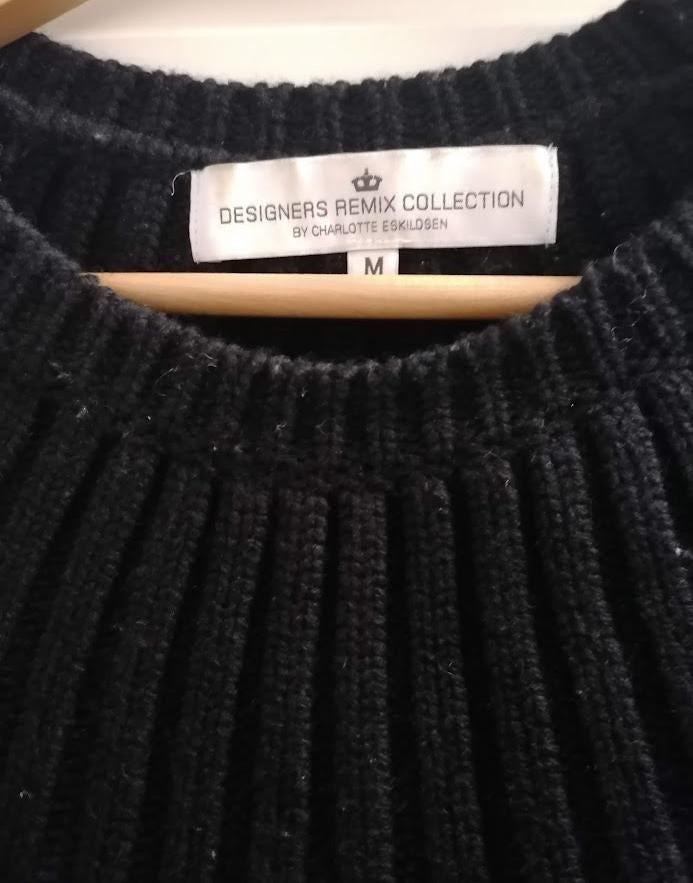 DESIGNERS REMIX COLLECTION
BY CHARLOTTE ESKILDSEN
M